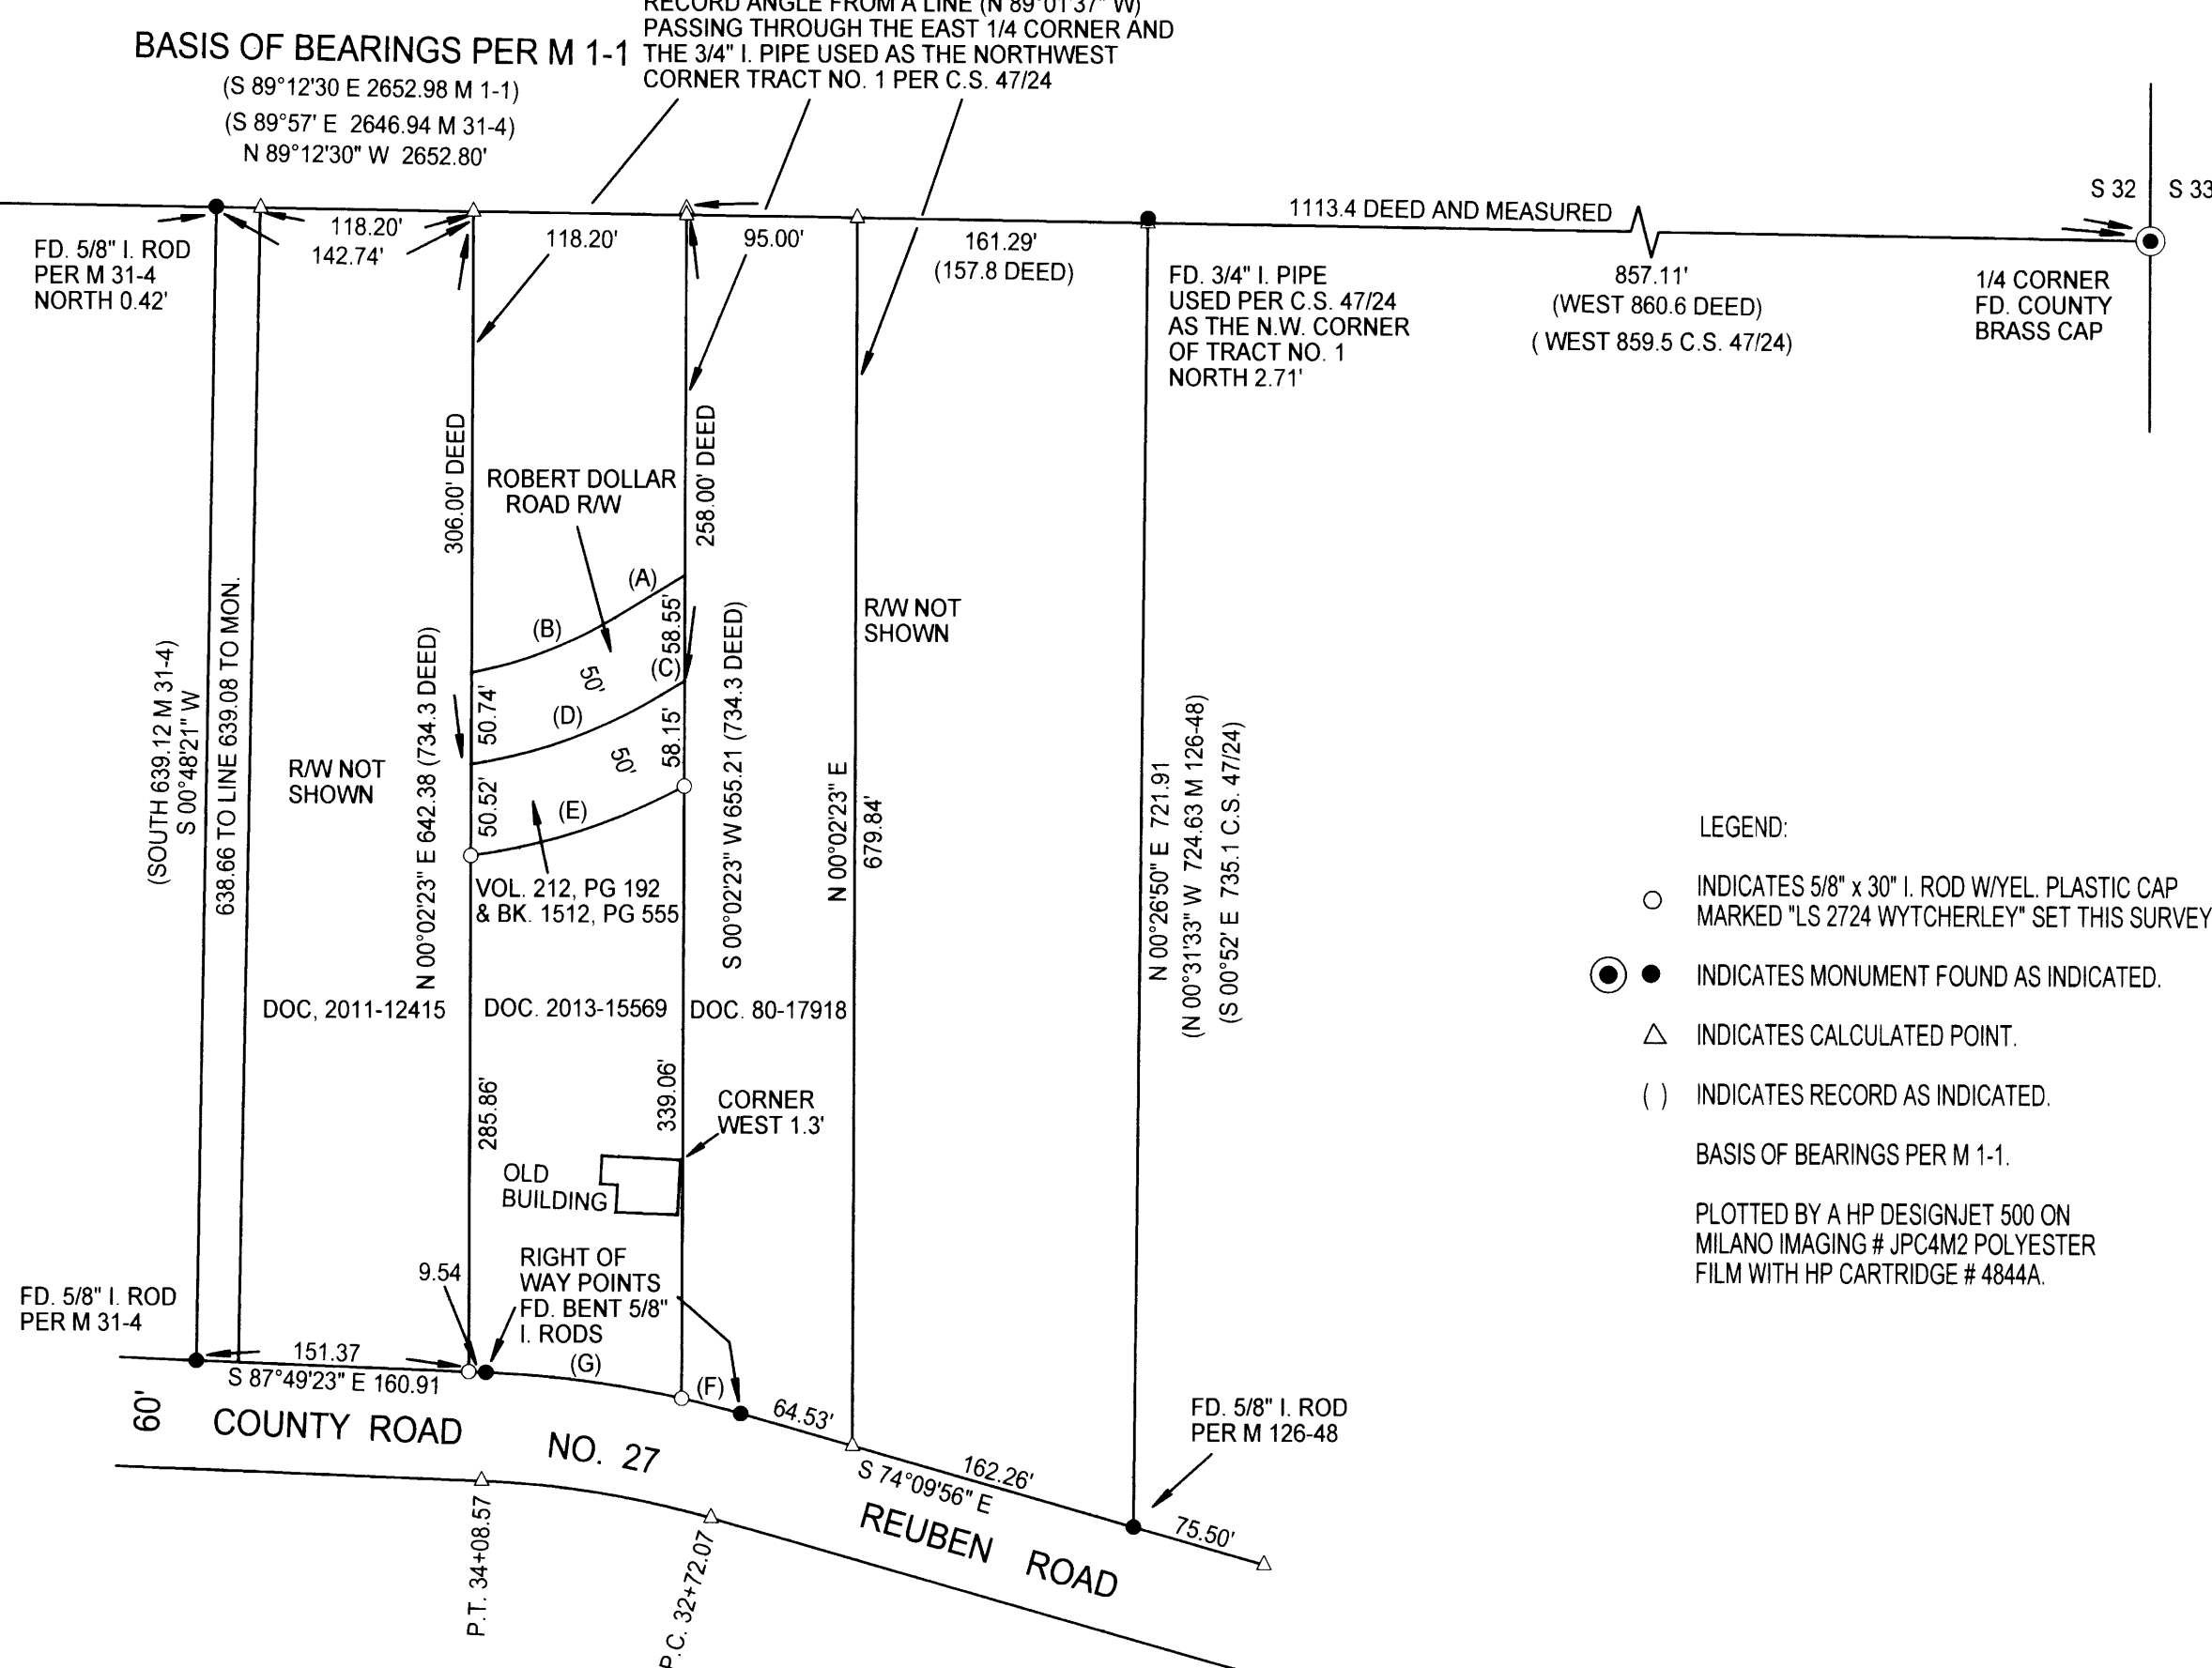 RECORD ANGLE FROM A LINE (N 89°01'37" W)
PASSING THROUGH THE EAST 1/4 CORNER AND
THE 3/4" I. PIPE USED AS THE NORTHWEST
CORNER TRACT NO. 1 PER C.S. 47/24
BASIS OF BEARINGS PER M 1-1
(S 89°12'30 E 2652.98 M 1-1)
(S 89°57' E 2646.94 M 31-4)
N 89°12'30" W 2652.80'
S 32
S 33
1113.4 DEED AND MEASURED
118.20'
142.74'
118.20'
95.00'
161.29'
(157.8 DEED)
FD. 5/8" I. ROD
PER M 31-4
NORTH 0.42'
FD. 3/4" I. PIPE
USED PER C.S. 47/24
AS THE N.W. CORNER
OF TRACT NO. 1
NORTH 2.71'
857.11'
(WEST 860.6 DEED)
( WEST 859.5 C.S. 47/24)
1/4 CORNER
FD. COUNTY
BRASS CAP
306.00' DEED
258.00' DEED
ROBERT DOLLAR
ROAD R/W
(A)
(B)
58.55'
(C)
50'
50.74'
(D)
58.15'
50'
50.52'
(E)
R/W NOT
SHOWN
R/W NOT
SHOWN
(SOUTH 639.12 M 31-4)
S 00°48'21" W
638.66 TO LINE 639.08 TO MON.
N 00°02'23" E 642.38 (734.3 DEED)
S 00°02'23" W 655.21 (734.3 DEED)
N 00°02'23" E
679.84'
N 00°26'50" E 721.91
(N 00°31'33" W 724.63 M 126-48)
(S 00°52' E 735.1 C.S. 47/24)
VOL. 212, PG 192
& BK. 1512, PG 555
DOC, 2011-12415
DOC. 2013-15569
DOC. 80-17918
285.86'
339.06'
CORNER
WEST 1.3'
OLD
BUILDING
RIGHT OF
WAY POINTS
FD. BENT 5/8"
I. RODS
9.54
FD. 5/8" I. ROD
PER M 31-4
151.37
S 87°49'23" E 160.91
(G)
(F)
64.53'
162.26'
S 74°09'56" E
75.50'
FD. 5/8" I. ROD
PER M 126-48
60'
COUNTY ROAD NO. 27
REUBEN ROAD
P.T. 34+08.57
P.C. 32+72.07
LEGEND:
INDICATES 5/8" x 30" I. ROD W/YEL. PLASTIC CAP
MARKED "LS 2724 WYTCHERLEY" SET THIS SURVEY
INDICATES MONUMENT FOUND AS INDICATED.
INDICATES CALCULATED POINT.
( ) INDICATES RECORD AS INDICATED.
BASIS OF BEARINGS PER M 1-1.
PLOTTED BY A HP DESIGNJET 500 ON
MILANO IMAGING # JPC4M2 POLYESTER
FILM WITH HP CARTRIDGE # 4844A.